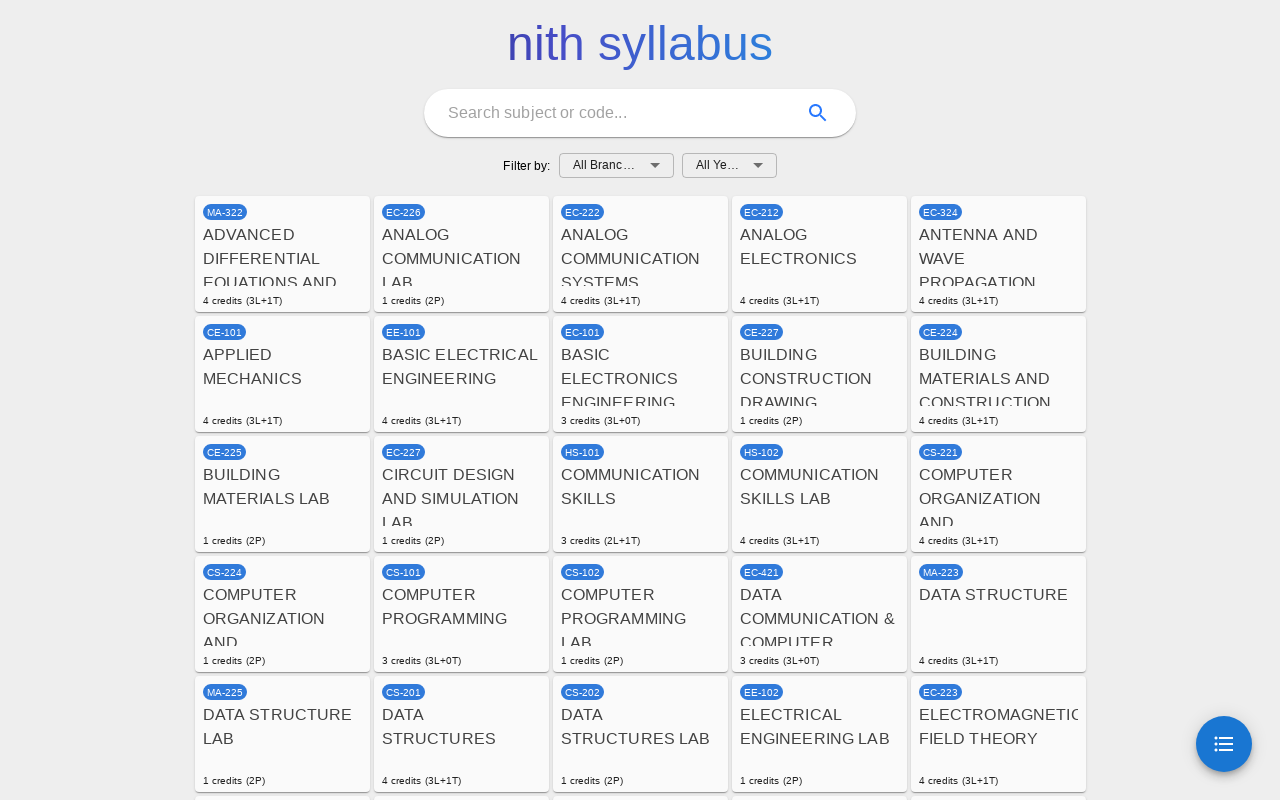 nith syllabus
Search subject or code...
Filter by: All Branc... All Ye...
MA-322
ADVANCED
DIFFERENTIAL
EQUATIONS AND
4 credits (3L+1T)
EC-226
ANALOG
COMMUNICATION
LAB
1 credits (2P)
EC-222
ANALOG
COMMUNICATION
SYSTEMS
4 credits (3L+1T)
EC-212
ANALOG
ELECTRONICS
4 credits (3L+1T)
EC-324
ANTENNA AND
WAVE
PROPAGATION
4 credits (3L+1T)
CE-101
APPLIED
MECHANICS
4 credits (3L+1T)
EE-101
BASIC ELECTRICAL
ENGINEERING
4 credits (3L+1T)
EC-101
BASIC
ELECTRONICS
ENGINEERING
3 credits (3L+0T)
CE-227
BUILDING
CONSTRUCTION
DRAWING
1 credits (2P)
CE-224
BUILDING
MATERIALS AND
CONSTRUCTION
4 credits (3L+1T)
CE-225
BUILDING
MATERIALS LAB
1 credits (2P)
EC-227
CIRCUIT DESIGN
AND SIMULATION
LAB
1 credits (2P)
HS-101
COMMUNICATION
SKILLS
3 credits (2L+1T)
HS-102
COMMUNICATION
SKILLS LAB
4 credits (3L+1T)
CS-221
COMPUTER
ORGANIZATION
AND
4 credits (3L+1T)
CS-224
COMPUTER
ORGANIZATION
AND
1 credits (2P)
CS-101
COMPUTER
PROGRAMMING
3 credits (3L+0T)
CS-102
COMPUTER
PROGRAMMING
LAB
1 credits (2P)
EC-421
DATA
COMMUNICATION &
COMPUTER
3 credits (3L+0T)
MA-223
DATA STRUCTURE
4 credits (3L+1T)
MA-225
DATA STRUCTURE
LAB
1 credits (2P)
CS-201
DATA
STRUCTURES
4 credits (3L+1T)
CS-202
DATA
STRUCTURES LAB
1 credits (2P)
EE-102
ELECTRICAL
ENGINEERING LAB
1 credits (2P)
EC-223
ELECTROMAGNETIC
FIELD THEORY
4 credits (3L+1T)